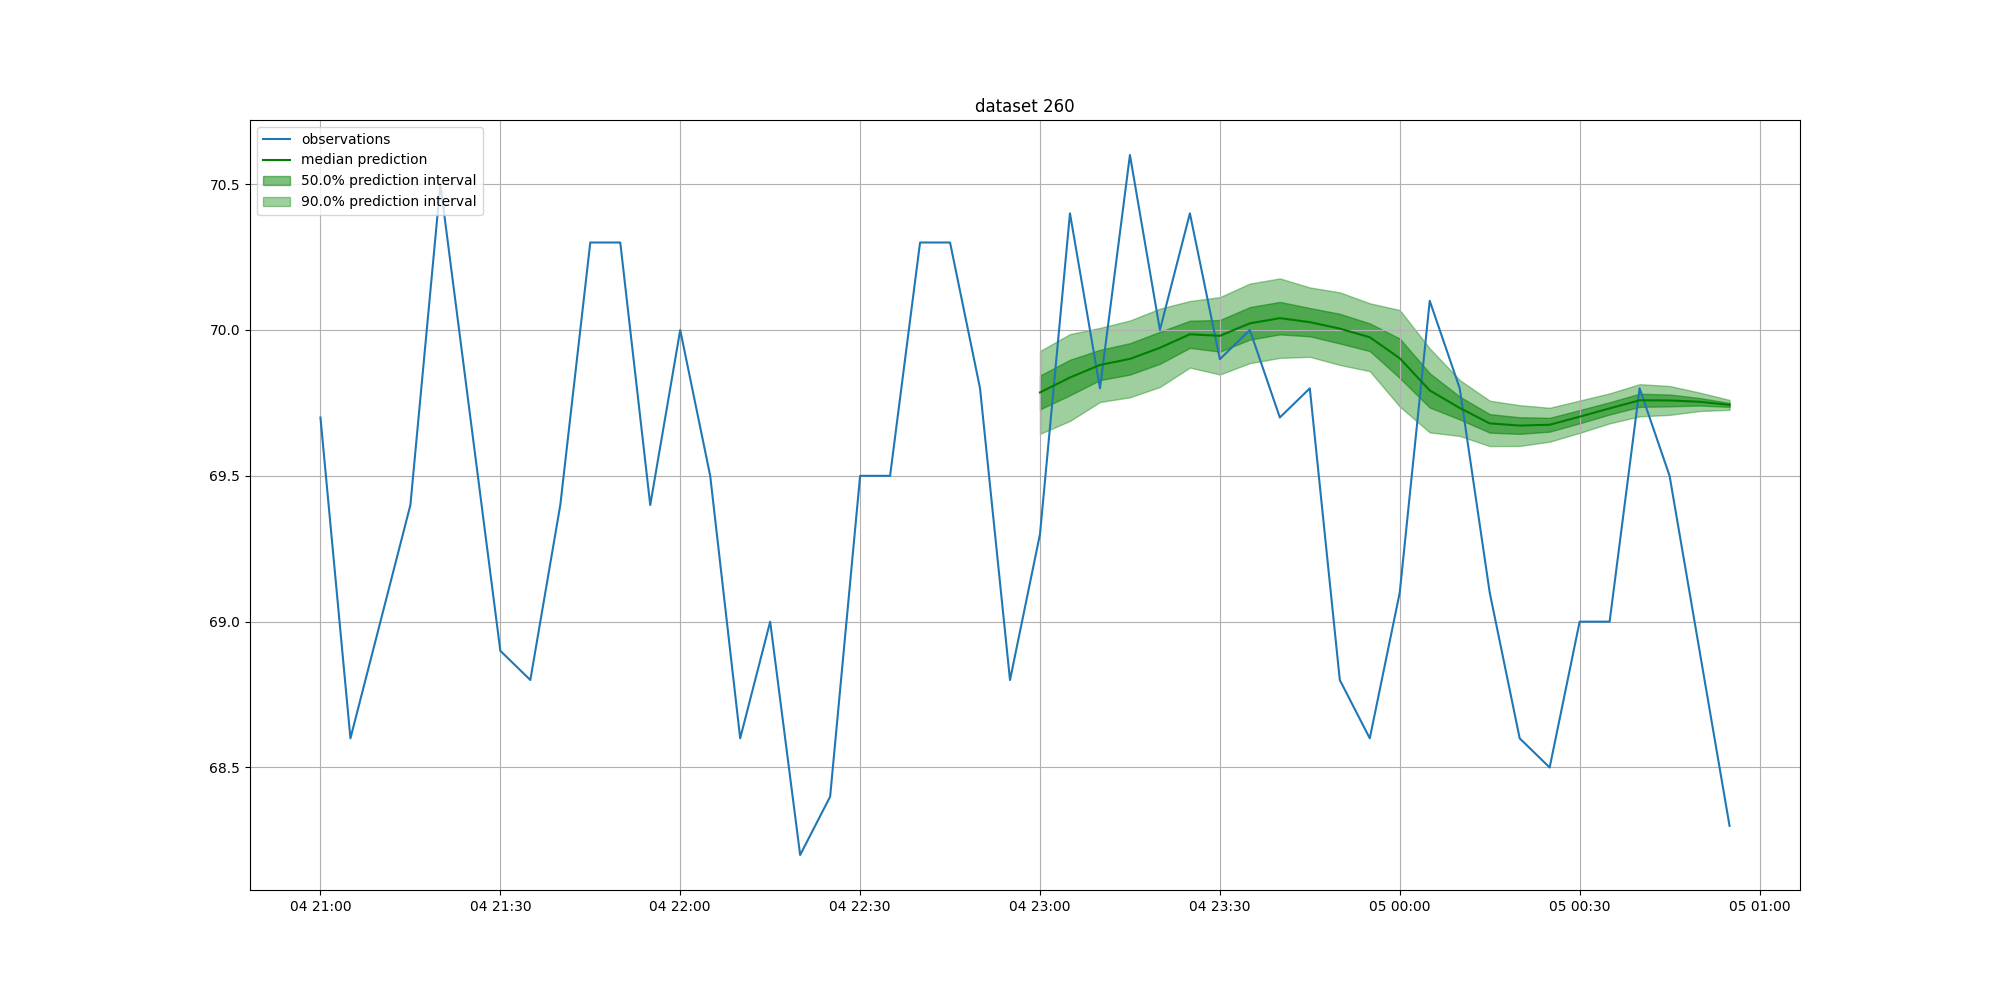 dataset 260
observations
median prediction
50.0% prediction interval
90.0% prediction interval
70.5
70.0
69.5
69.0
68.5
04 21:00 04 21:30 04 22:00 04 22:30 04 23:00 04 23:30 05 00:00 05 00:30 05 01:00